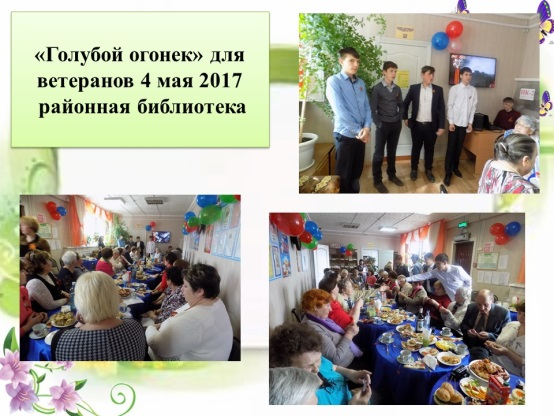 «Голубой огонек» для
ветеранов 4 мая 2017
районная библиотека